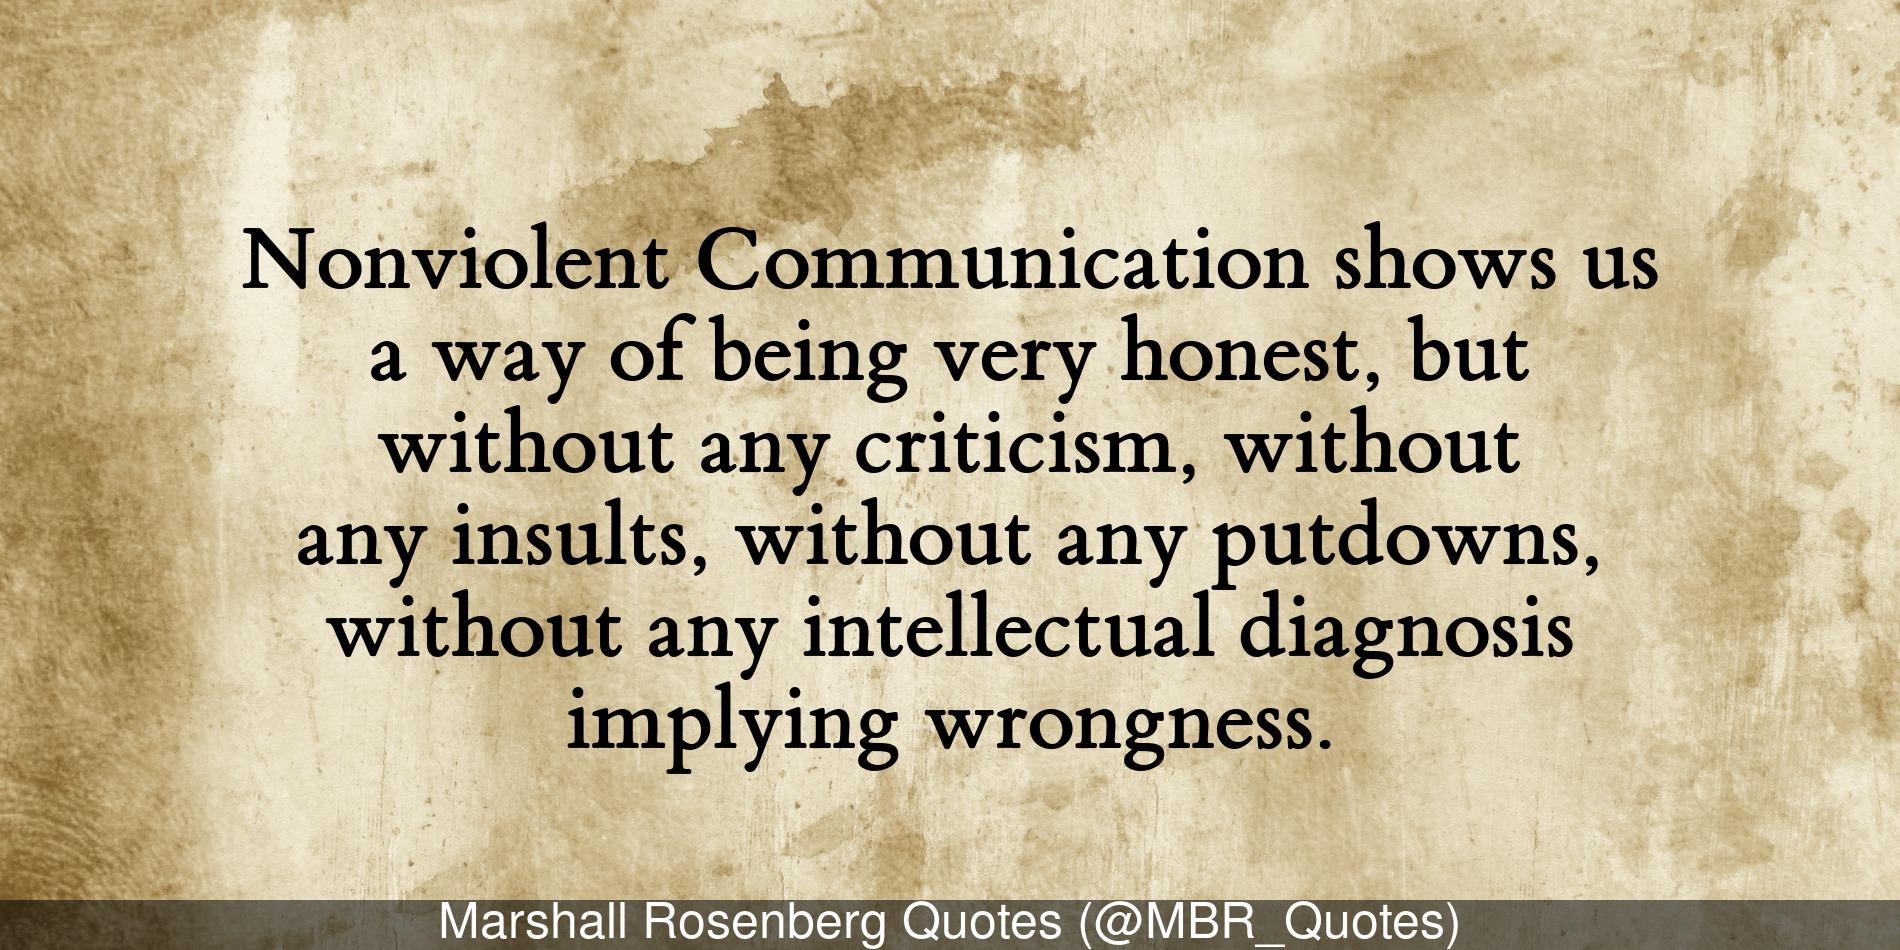 Nonviolent Communication shows us
a way of being very honest, but
without any criticism, without
any insults, without any putdowns,
without any intellectual diagnosis
implying wrongness.
Marshall Rosenberg Quotes (@MBR_Quotes)